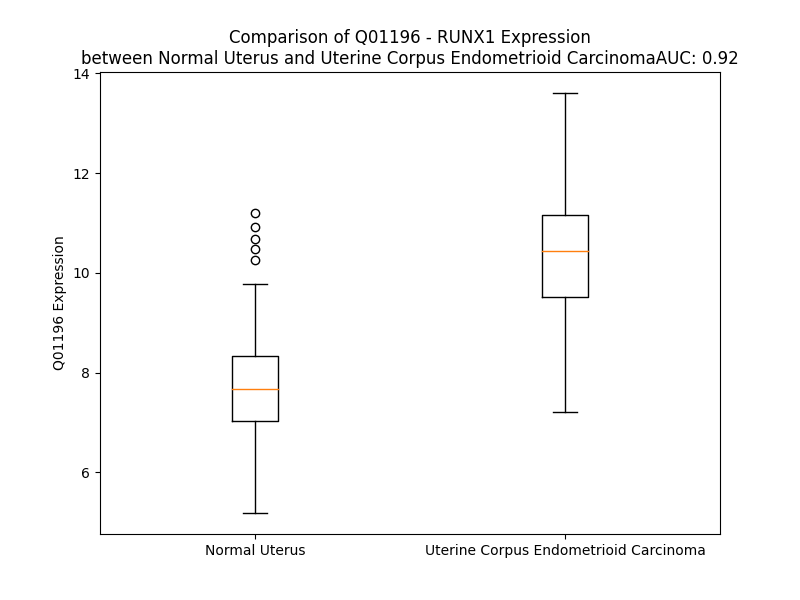 Comparison of Q01196 - RUNX1 Expression
between Normal Uterus and Uterine Corpus Endometrioid CarcinomaAUC: 0.92
14
12
10
8
6
Q01196 Expression
Normal Uterus
Uterine Corpus Endometrioid Carcinoma